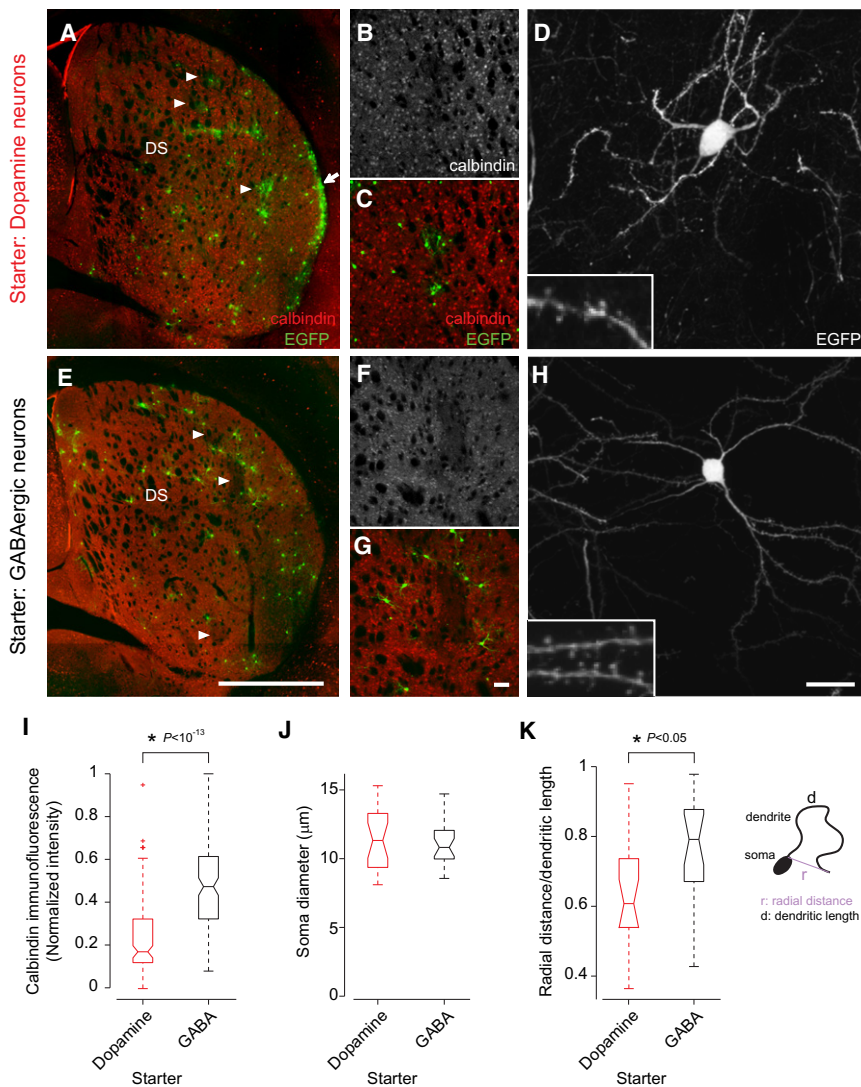 Starter: Dopamine neurons
A
DS
calbindin
EGFP
B
calbindin
C
calbindin
EGFP
D
EGFP
Starter: GABAergic neurons
E
DS
F
G
H
I
* P<10⁻¹³
Calbindin immunofluorescence
(Normalized intensity)
1
0.8
0.6
0.4
0.2
0
Dopamine
GABA
Starter
J
Soma diameter (μm)
15
10
5
0
Dopamine
GABA
Starter
K
* P<0.05
Radial distance/dendritic length
1
0.8
0.6
0.4
Dopamine
GABA
Starter
d
dendrite
soma
r
r: radial distance
d: dendritic length